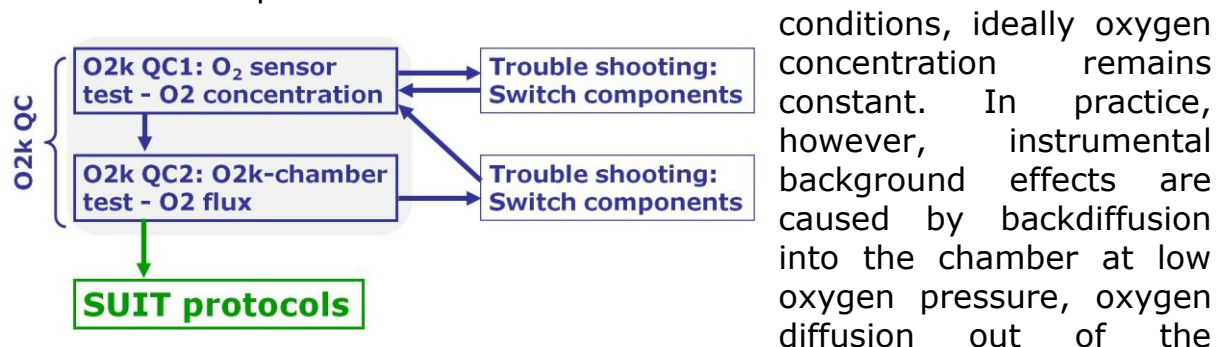 O2k QC
O2k QC1: O₂ sensor
test - O2 concentration
Trouble shooting:
Switch components
O2k QC2: O2k-chamber
test - O2 flux
Trouble shooting:
Switch components
SUIT protocols
conditions, ideally oxygen
concentration remains
constant. In practice,
however, instrumental
background effects are
caused by backdiffusion
into the chamber at low
oxygen pressure, oxygen
diffusion out of the